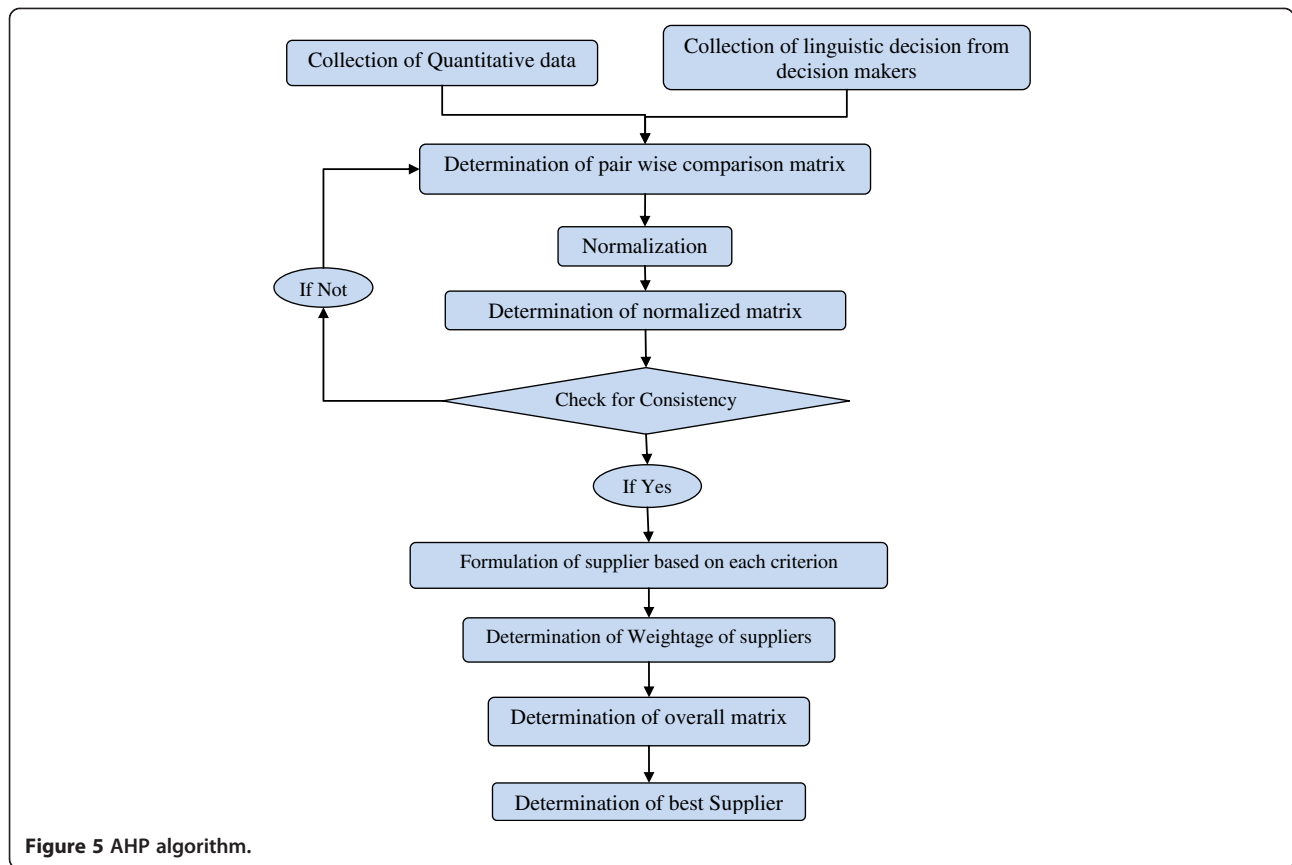 Collection of Quantitative data
Collection of linguistic decision from
decision makers
Determination of pair wise comparison matrix
Normalization
If Not
Determination of normalized matrix
Check for Consistency
If Yes
Formulation of supplier based on each criterion
Determination of Weightage of suppliers
Determination of overall matrix
Determination of best Supplier
Figure 5 AHP algorithm.